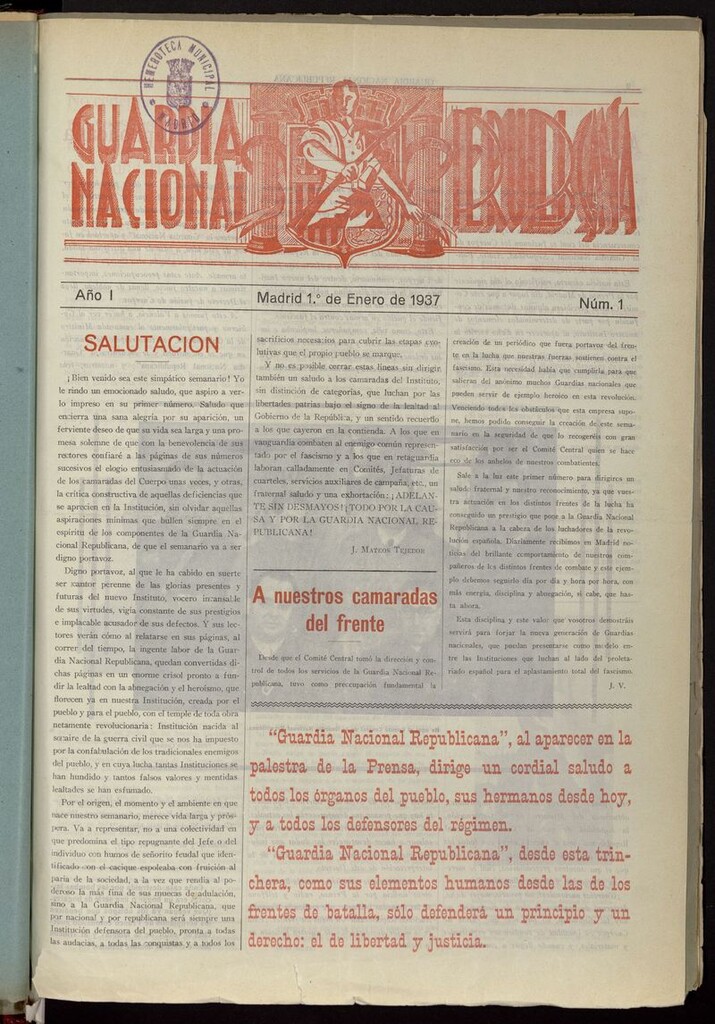 HEMEROTECA MUNICIPAL
MADRID
GUARDIA
NACIONAL
REPUBLICANA
Año I
Madrid 1.º de Enero de 1937
Núm. 1
SALUTACION
¡Bien venido sea este simpático semanario! Yo
le rindo un emocionado saludo, que aspiro a ver-
lo impreso en su primer número. Saludo que
encierra una sana alegría por su aparición, un
ferviente deseo de que su vida sea larga y una pro-
mesa solemne de que con la benevolencia de sus
rectores confiaré a las páginas de sus números
sucesivos el elogio entusiasmado de la actuación
de los camaradas del Cuerpo unas veces, y otras,
la crítica constructiva de aquellas deficiencias que
se aprecien en la Institución, sin olvidar aquellas
aspiraciones mínimas que bullen siempre en el
espíritu de los componentes de la Guardia Na-
cional Republicana, de que el semanario va a ser
digno portavoz.
Digno portavoz, al que le ha cabido en suerte
ser cantor perenne de las glorias presentes y
futuras del nuevo Instituto, vocero incansable
de sus virtudes, vigía constante de sus prestigios
e implacable acusador de sus defectos. Y sus lec-
tores verán cómo al relatarse en sus páginas, al
correr del tiempo, la ingente labor de la Guar-
dia Nacional Republicana, quedan convertidas di-
chas páginas en un enorme crisol pronto a fun-
dir la lealtad con la abnegación y el heroísmo, que
florecen ya en nuestra Institución, creada por el
pueblo y para el pueblo, con el temple de toda obra
netamente revolucionaria: Institución nacida al
socaire de la guerra civil que se nos ha impuesto
por la confabulación de los tradicionales enemigos
del pueblo, y en cuya lucha tantas Instituciones se
han hundido y tantos falsos valores y mentidas
lealtades se han esfumado.
Por el origen, el momento y el ambiente en que
nace nuestro semanario, merece vida larga y prós-
pera. Va a representar, no a una colectividad en
que predomina el tipo repugnante del Jefe o del
individuo con humos de señorito feudal que iden-
tificado con el cacique espoleaba con fruición al
paria de la sociedad, a la vez que rendía al po-
deroso la más fina de sus muecas de adulación,
sino a la Guardia Nacional Republicana, que
por nacional y por republicana será siempre una
Institución defensora del pueblo, pronta a todas
las audacias, a todas las conquistas y a todos los
sacrificios necesarios para cubrir las etapas evo-
lutivas que el propio pueblo se marque.
Y no es posible cerrar estas líneas sin dirigir
también un saludo a los camaradas del Instituto,
sin distinción de categorías, que luchan por las
libertades patrias bajo el signo de la lealtad al
Gobierno de la República, y un sentido recuerdo
a los que cayeron en la contienda. A los que en
vanguardia combaten al enemigo común represen-
tado por el fascismo y a los que en retaguardia
laboran calladamente en Comités, Jefaturas de
cuarteles, servicios auxiliares de campaña, etc., un
fraternal saludo y una exhortación: ¡ADELAN-
TE SIN DESMAYOS! ¡TODO POR LA CAU-
SA Y POR LA GUARDIA NACIONAL RE-
PUBLICANA!
J. MATEOS TEJEDOR
A nuestros camaradas
del frente
Desde que el Comité Central tomó la dirección y con-
trol de todos los servicios de la Guardia Nacional Re-
publicana, tuvo como preocupación fundamental la
creación de un periódico que fuera portavoz del fren-
te en la lucha que nuestras fuerzas sostienen contra el
fascismo. Esta necesidad había que cumplirla para que
salieran del anónimo muchos Guardias nacionales que
pueden servir de ejemplo heroico en esta revolución.
Venciendo todos los obstáculos que esta empresa supo-
ne, hemos podido conseguir la creación de este sema-
nario en la seguridad de que lo recogeréis con gran
satisfacción por ser el Comité Central quien se hace
eco de los anhelos de nuestros combatientes.
Sale a la luz este primer número para dirigiros un
saludo fraternal y nuestro reconocimiento, ya que vues-
tra actuación en los distintos frentes de la lucha ha
conseguido un prestigio que pone a la Guardia Nacional
Republicana a la cabeza de los luchadores de la revo-
lución española. Diariamente recibimos en Madrid no-
ticias del brillante comportamiento de nuestros com-
pañeros de los distintos frentes de combate y este ejem-
plo debemos seguirlo día por día y hora por hora, con
más energía, disciplina y abnegación, si cabe, que has-
ta ahora.
Esta disciplina y este valor que vosotros demostráis
servirá para forjar la nueva generación de Guardias
nacionales, que puedan presentarse como modelo en-
tre las Instituciones que luchan al lado del proleta-
riado español para el aplastamiento total del fascismo.
J. V.
"Guardia Nacional Republicana", al aparecer en la
palestra de la Prensa, dirige un cordial saludo a
todos los órganos del pueblo, sus hermanos desde hoy,
y a todos los defensores del régimen.
"Guardia Nacional Republicana", desde esta trin-
chera, como sus elementos humanos desde las de los
frentes de batalla, sólo defenderá un principio y un
derecho: el de libertad y justicia.